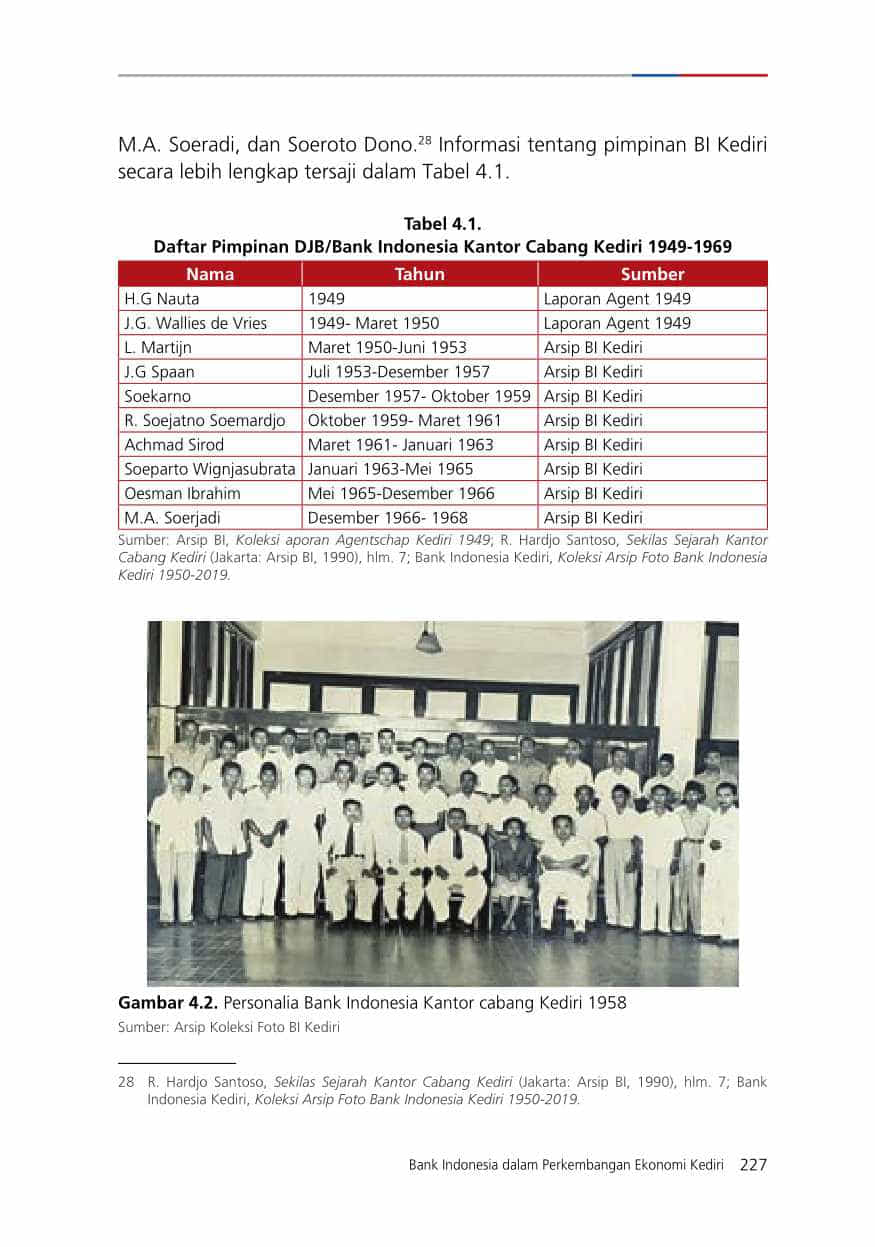 M.A. Soeradi, dan Soeroto Dono.28 Informasi tentang pimpinan BI Kediri
secara lebih lengkap tersaji dalam Tabel 4.1.
Tabel 4.1.
Daftar Pimpinan DJB/Bank Indonesia Kantor Cabang Kediri 1949-1969
Nama Tahun Sumber
H.G Nauta 1949 Laporan Agent 1949
J.G. Wallies de Vries 1949- Maret 1950 Laporan Agent 1949
L. Martijn Maret 1950-Juni 1953 Arsip BI Kediri
J.G Spaan Juli 1953-Desember 1957 Arsip BI Kediri
Soekarno Desember 1957- Oktober 1959 Arsip BI Kediri
R. Soejatno Soemardjo Oktober 1959- Maret 1961 Arsip BI Kediri
Achmad Sirod Maret 1961- Januari 1963 Arsip BI Kediri
Soeparto Wignjasubrata Januari 1963-Mei 1965 Arsip BI Kediri
Oesman Ibrahim Mei 1965-Desember 1966 Arsip BI Kediri
M.A. Soerjadi Desember 1966- 1968 Arsip BI Kediri
Sumber: Arsip BI, Koleksi aporan Agentschap Kediri 1949; R. Hardjo Santoso, Sekilas Sejarah Kantor
Cabang Kediri (Jakarta: Arsip BI, 1990), hlm. 7; Bank Indonesia Kediri, Koleksi Arsip Foto Bank Indonesia
Kediri 1950-2019.
Gambar 4.2. Personalia Bank Indonesia Kantor cabang Kediri 1958
Sumber: Arsip Koleksi Foto BI Kediri
28 R. Hardjo Santoso, Sekilas Sejarah Kantor Cabang Kediri (Jakarta: Arsip BI, 1990), hlm. 7; Bank
Indonesia Kediri, Koleksi Arsip Foto Bank Indonesia Kediri 1950-2019.
Bank Indonesia dalam Perkembangan Ekonomi Kediri 227